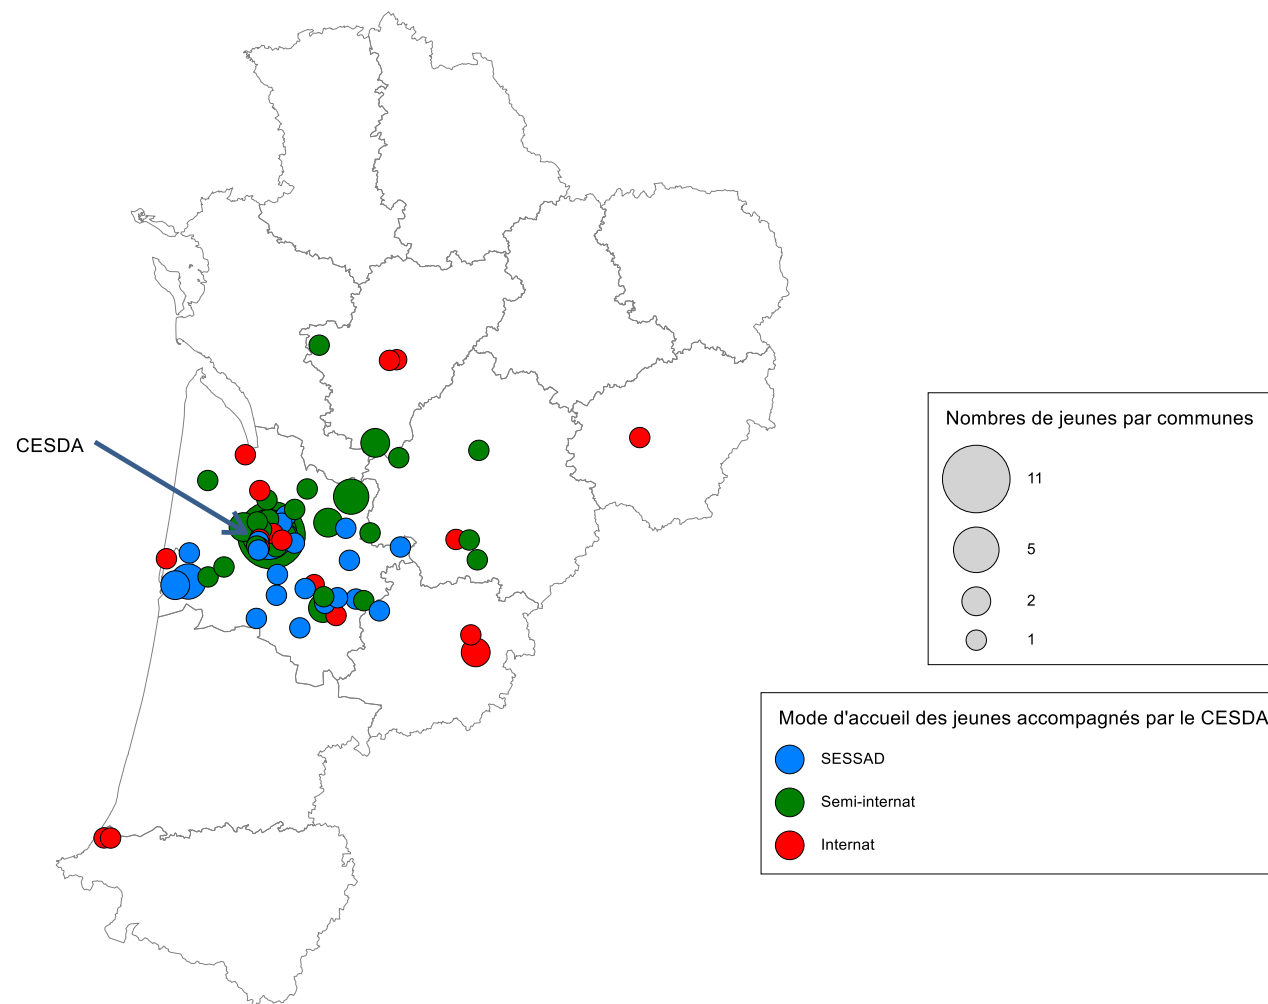 CESDA
Nombres de jeunes par communes
11
5
2
1
Mode d'accueil des jeunes accompagnés par le CESDA
SESSAD
Semi-internat
Internat